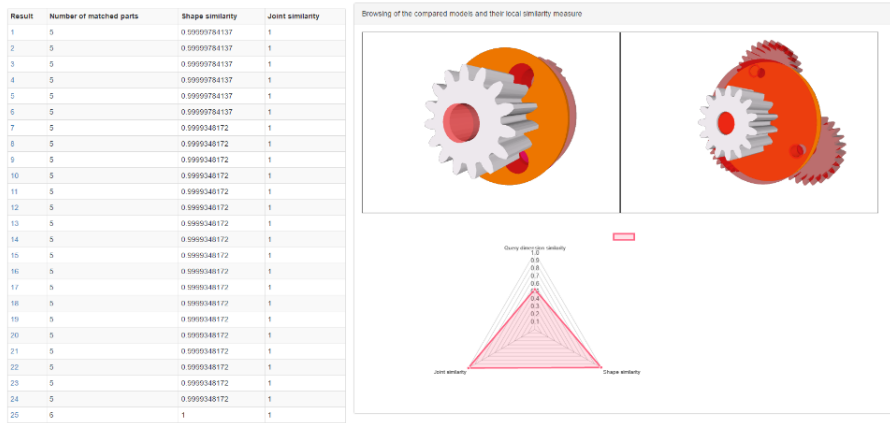 Result Number of matched parts Shape similarity Joint similarity
1 5 0.99999784137 1
2 5 0.99999784137 1
3 5 0.99999784137 1
4 5 0.99999784137 1
5 5 0.99999784137 1
6 5 0.99999784137 1
7 5 0.9999348172 1
8 5 0.9999348172 1
9 5 0.9999348172 1
10 5 0.9999348172 1
11 5 0.9999348172 1
12 5 0.9999348172 1
13 5 0.9999348172 1
14 5 0.9999348172 1
15 5 0.9999348172 1
16 5 0.9999348172 1
17 5 0.9999348172 1
18 5 0.9999348172 1
19 5 0.9999348172 1
20 5 0.9999348172 1
21 5 0.9999348172 1
22 5 0.9999348172 1
23 5 0.9999348172 1
24 5 0.9999348172 1
25 1 1
Browsing of the compared models and their local similarity measure
Query similarity
1.0
0.9
0.8
0.7
0.6
0.5
0.4
0.3
0.2
0.1
Joint similarity
Shape similarity